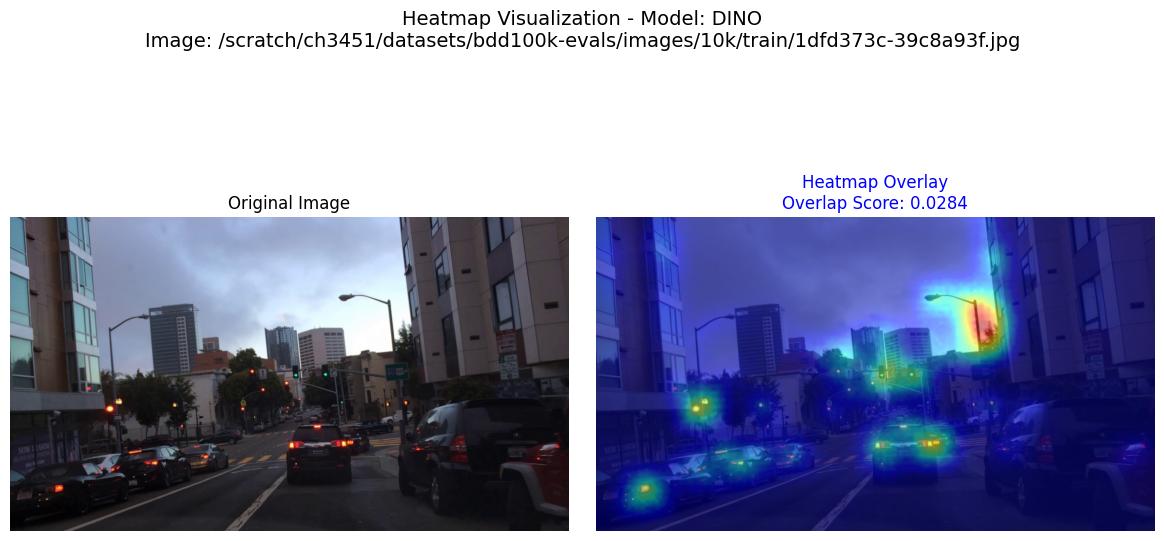 Heatmap Visualization - Model: DINO
Image: /scratch/ch3451/datasets/bdd100k-evals/images/10k/train/1dfd373c-39c8a93f.jpg
Original Image
Heatmap Overlay
Overlap Score: 0.0284